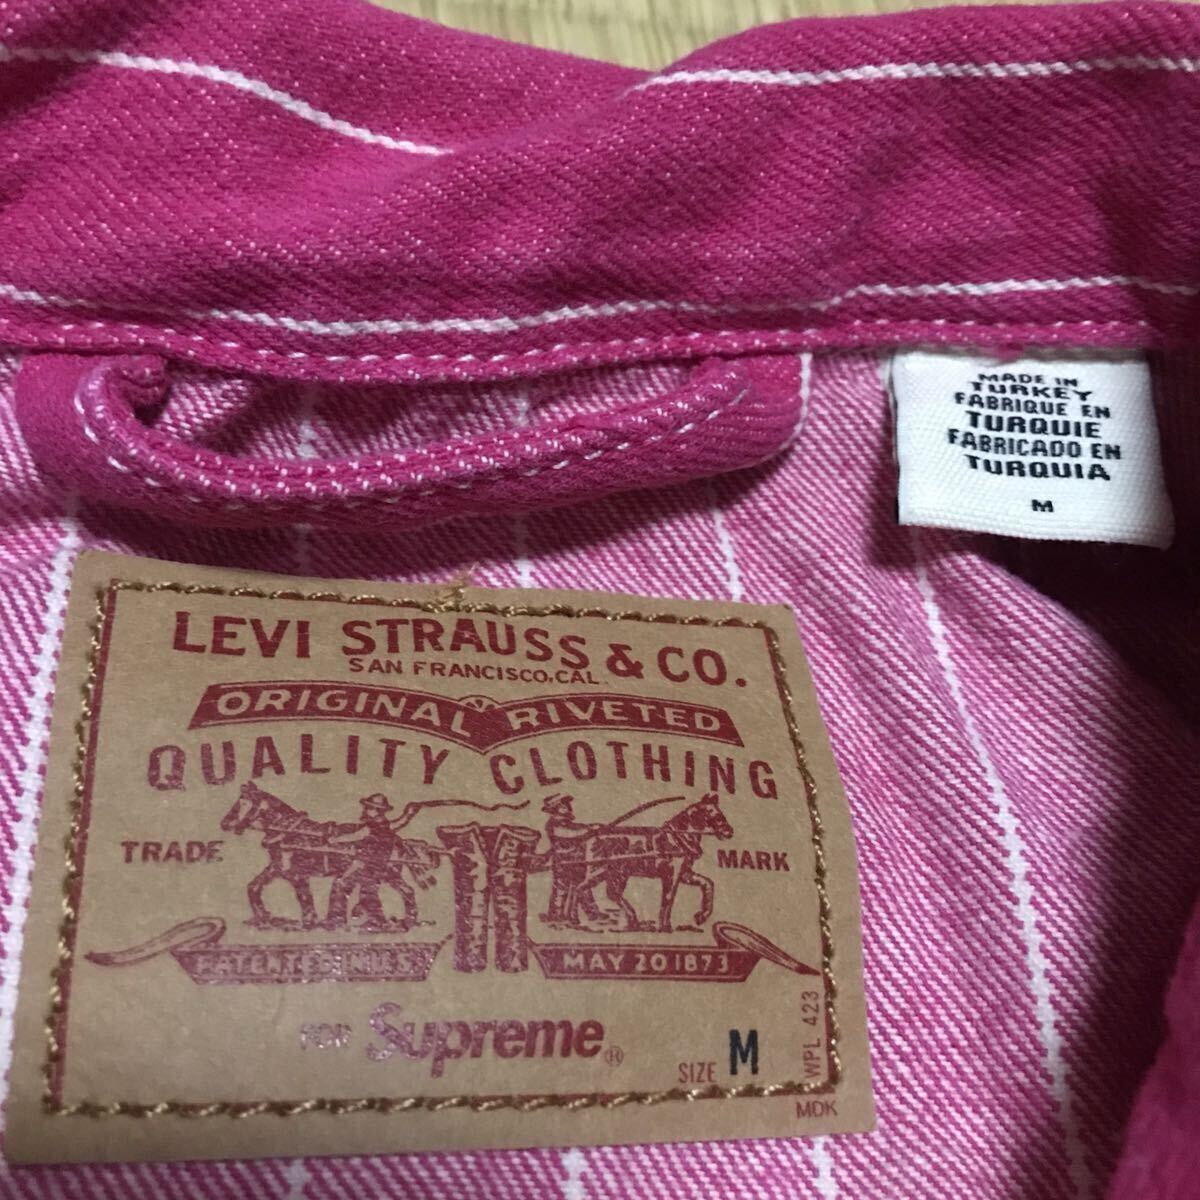 MADE IN
TURKEY
FABRIQUE EN
TURQUIE
FABRICADO EN
TURQUIA
M
LEVI STRAUSS & CO.
SAN FRANCISCO, CAL.
ORIGINAL RIVETED
QUALITY CLOTHING
TRADE MARK
PATENTED IN U.S. MAY 20 1873
FOR Supreme®
SIZE M
WPL 423
MDK